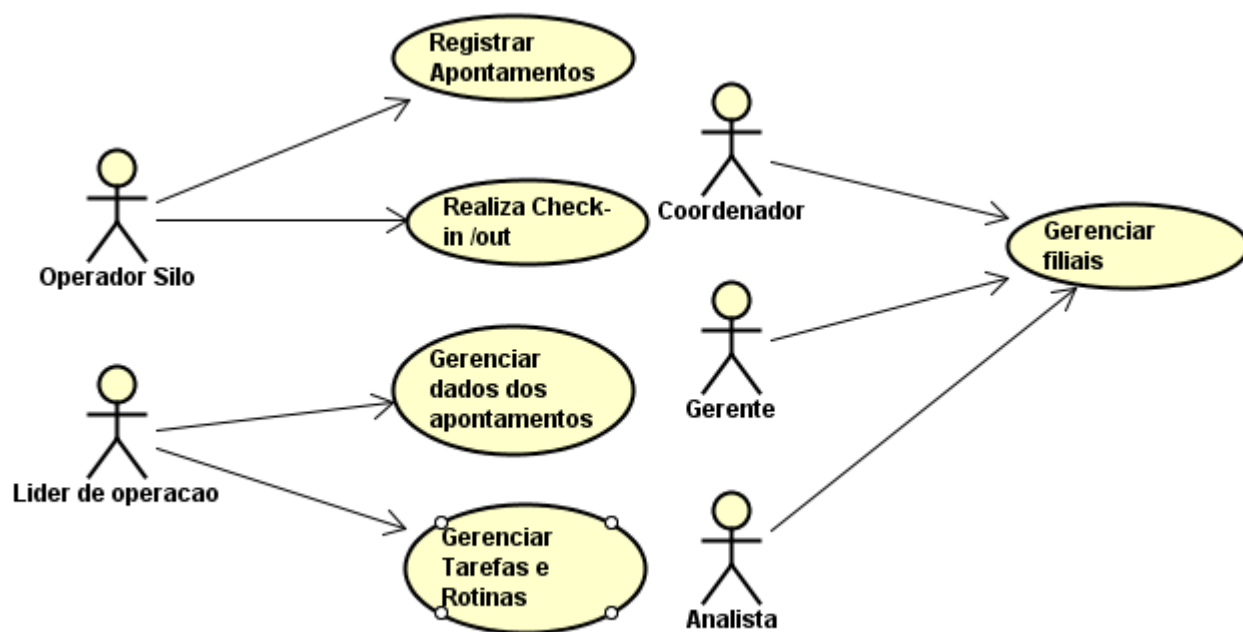 Registrar
Apontamentos
Operador Silo
Realiza Check-
in /out
Lider de operacao
Gerenciar
dados dos
apontamentos
Gerenciar
Tarefas e
Rotinas
Coordenador
Gerente
Analista
Gerenciar
filiais